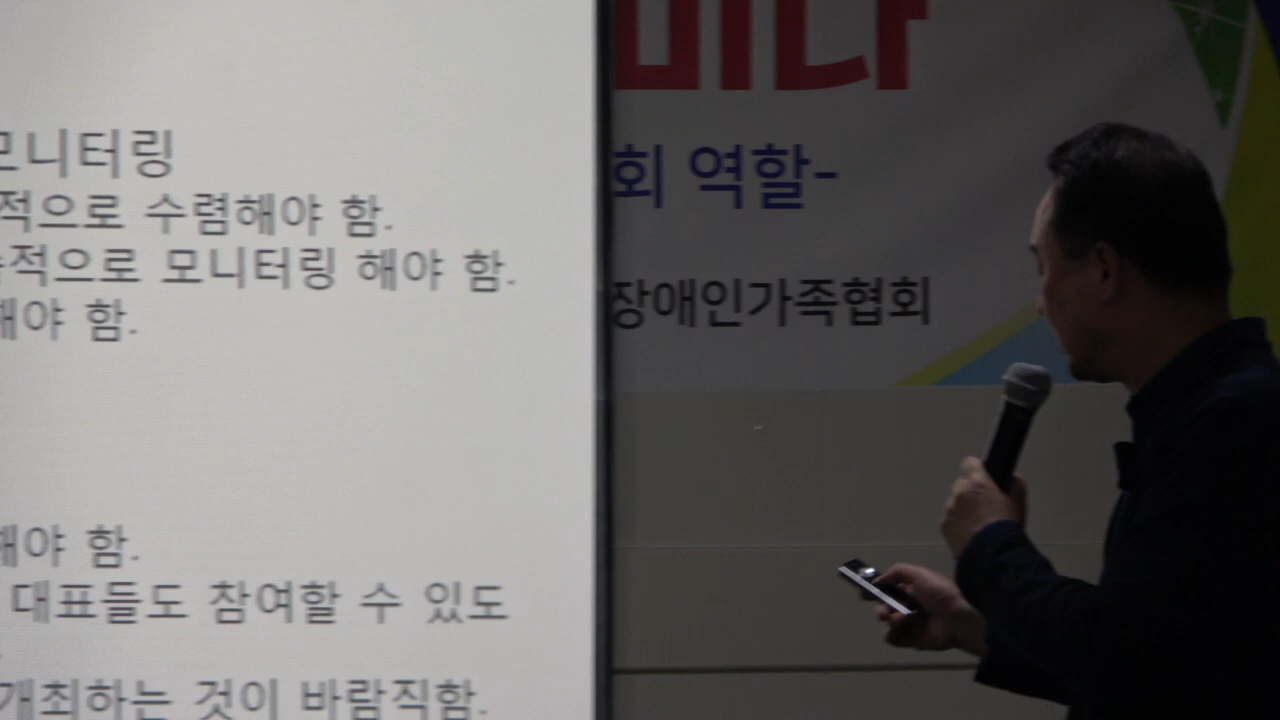 모니터링
적으로 수렴해야 함.
적으로 모니터링 해야 함.
해야 함.
해야 함.
대표들도 참여할 수 있도
개최하는 것이 바람직함.
미나
회 역할-
장애인가족협회